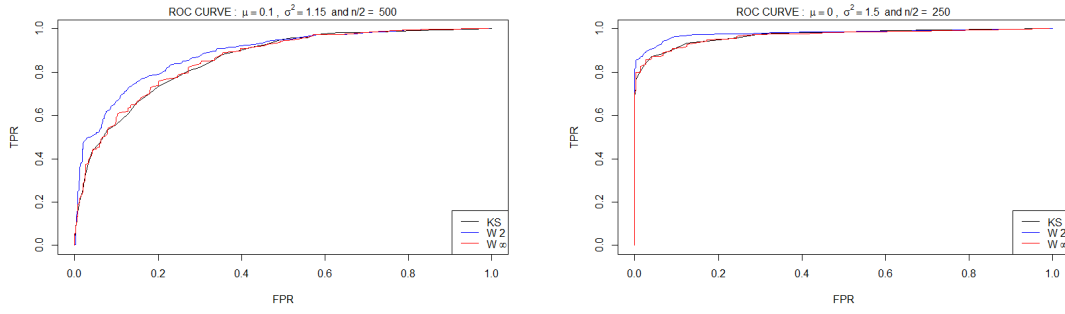 ROC CURVE : μ = 0.1 , σ² = 1.15 and n/2 = 500
TPR
1.0
0.8
0.6
0.4
0.2
0.0
KS
W 2
W ∞
0.0 0.2 0.4 0.6 0.8 1.0
FPR
ROC CURVE : μ = 0 , σ² = 1.5 and n/2 = 250
TPR
1.0
0.8
0.6
0.4
0.2
0.0
KS
W 2
W ∞
0.0 0.2 0.4 0.6 0.8 1.0
FPR